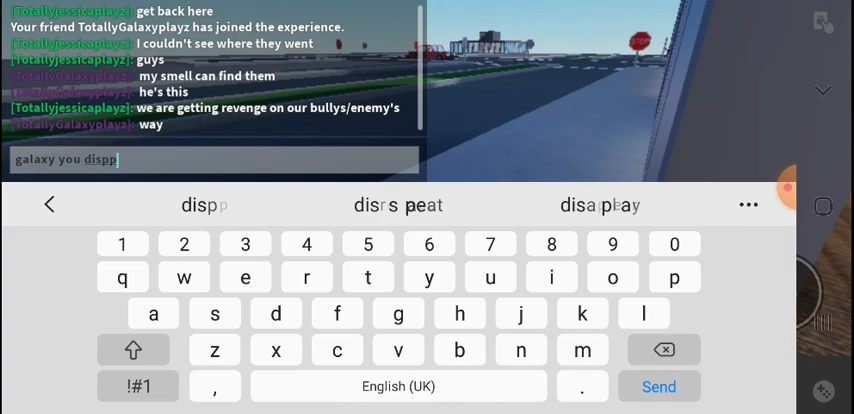 [Totallyjessicaplayz]: get back here
Your friend TotallyGalaxyplayz has joined the experience.
[Totallyjessicaplayz]: I couldn't see where they went
[Totallyjessicaplayz]: guys
[TotallyGalaxyplayz]: my smell can find them
[TotallyGalaxyplayz]: he's this
[Totallyjessicaplayz]: we are getting revenge on our bullys/enemy's
[TotallyGalaxyplayz]: way
STOP
galaxy you dispp
1 2 3 4 5 6 7 8 9 0
q w e r t y u i o p
a s d f g h j k l
z x c v b n m
!#1 , English (UK) . Send